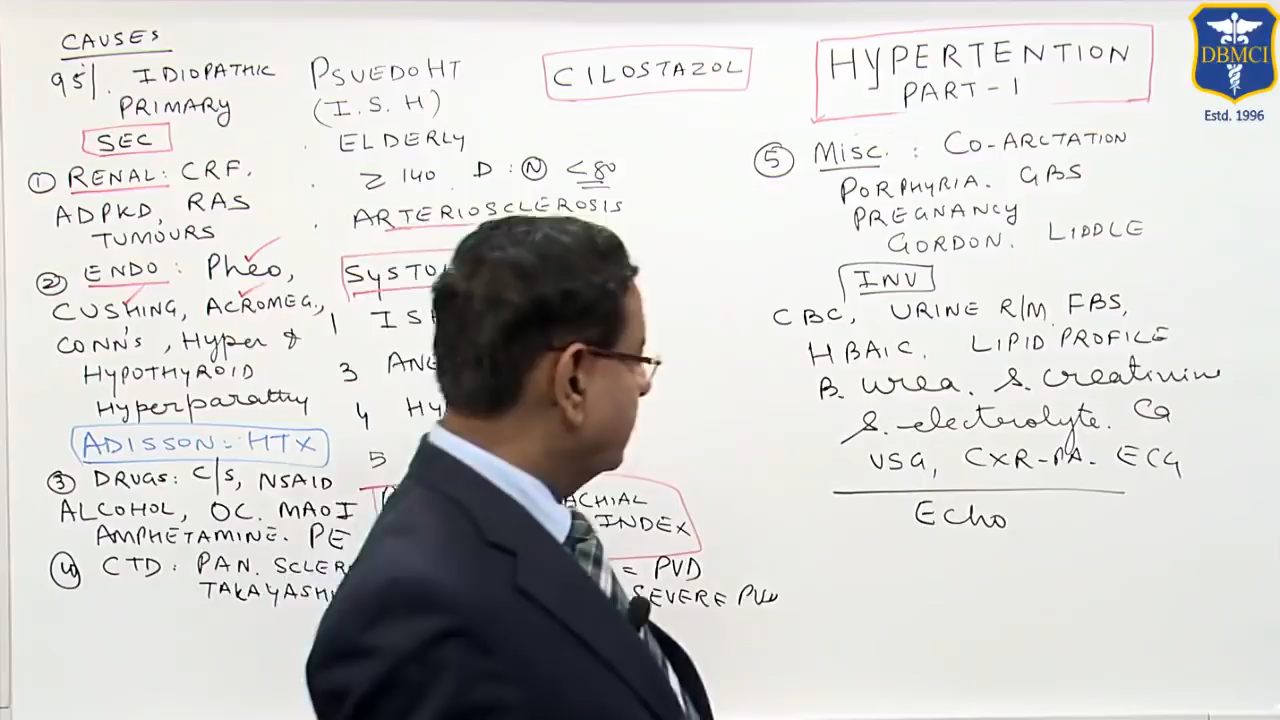 CAUSES
95%. IDIOPATHIC
PRIMARY
SEC
① RENAL: CRF.
ADPKD, RAS
TUMOURS
② ENDO: Pheo,
CUSHING, ACROMEG.,
CONN'S, Hyper &
HYPOTHYROID
Hyperparathy
ADISSON: HTX
③ DRUGS: C/S, NSAID
ALCOHOL, OC. MAOI
AMPHETAMINE. PE
④ CTD: PAN. SCLER
TAKAYASH
PSVEDOHT
(I.S.H)
ELDERLY
≥ 140 D: Ⓝ <80
ARTERIOSCLEROSIS
SYSTO
1 ISH
3 AN
4 HY
5
ACHIAL
INDEX
= PVD
SEVERE PVD
CILOSTAZOL
HYPERTENTION
PART-1
⑤ Misc.: CO-ARCTATION
PORPHYRIA. GBS
PREGNANCY
GORDON. LIDDLE
INV
CBC, URINE R/M FBS,
HBA1C. LIPID PROFILE
B. urea. S. creatinine
S. electrolyte. Ca
USG, CXR-PA. ECG
Echo
DBMCI
Estd. 1996